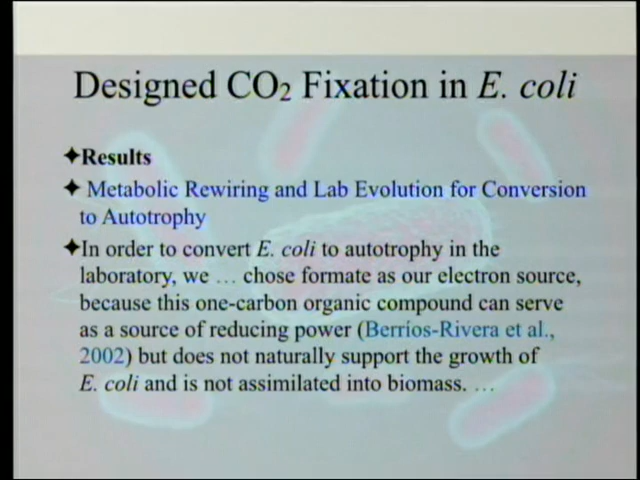 Designed CO₂ Fixation in E. coli
✦Results
✦ Metabolic Rewiring and Lab Evolution for Conversion
to Autotrophy
✦In order to convert E. coli to autotrophy in the
laboratory, we … chose formate as our electron source,
because this one-carbon organic compound can serve
as a source of reducing power (Berríos-Rivera et al.,
2002) but does not naturally support the growth of
E. coli and is not assimilated into biomass. …